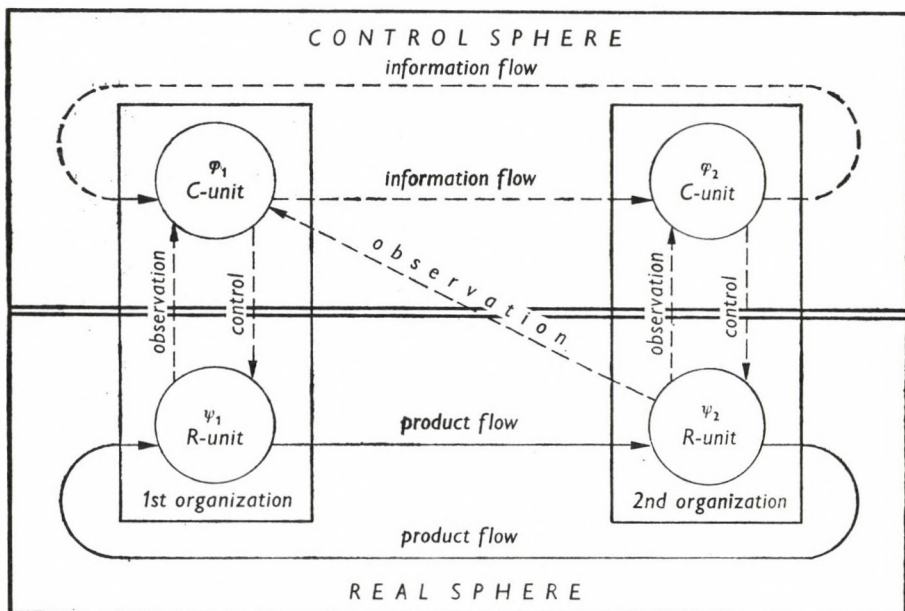 CONTROL SPHERE
information flow
φ₁
C-unit
information flow
φ₂
C-unit
observation
control
observation
observation
control
ψ₁
R-unit
product flow
ψ₂
R-unit
1st organization
2nd organization
product flow
REAL SPHERE